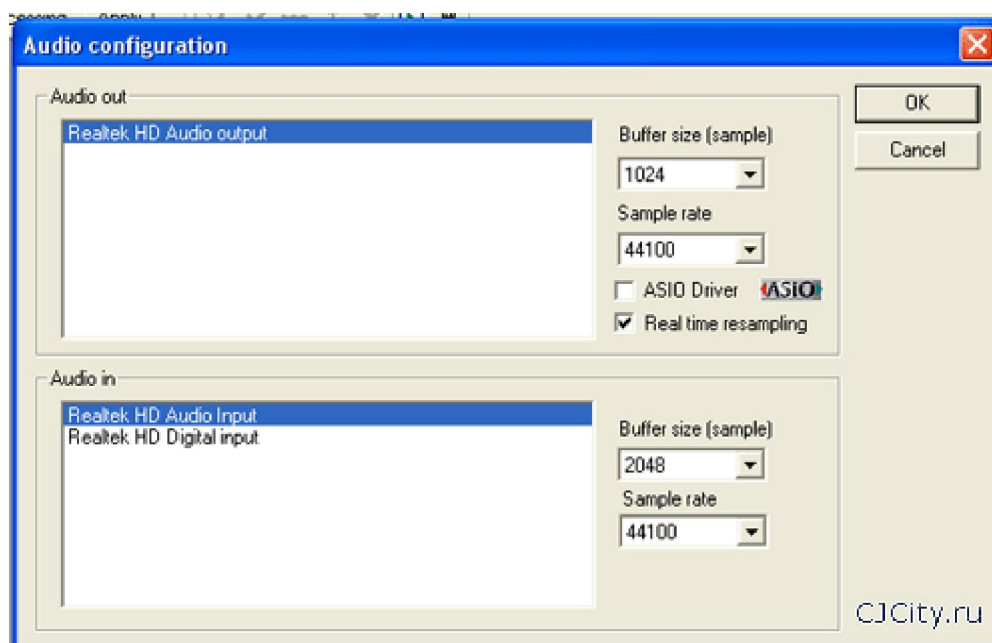 Apply
Audio configuration
Audio out
Realtek HD Audio output
Buffer size (sample)
1024
Sample rate
44100
ASIO Driver
ASIO
Real time resampling
OK
Cancel
Audio in
Realtek HD Audio Input
Realtek HD Digital input
Buffer size (sample)
2048
Sample rate
44100
CJCity.ru